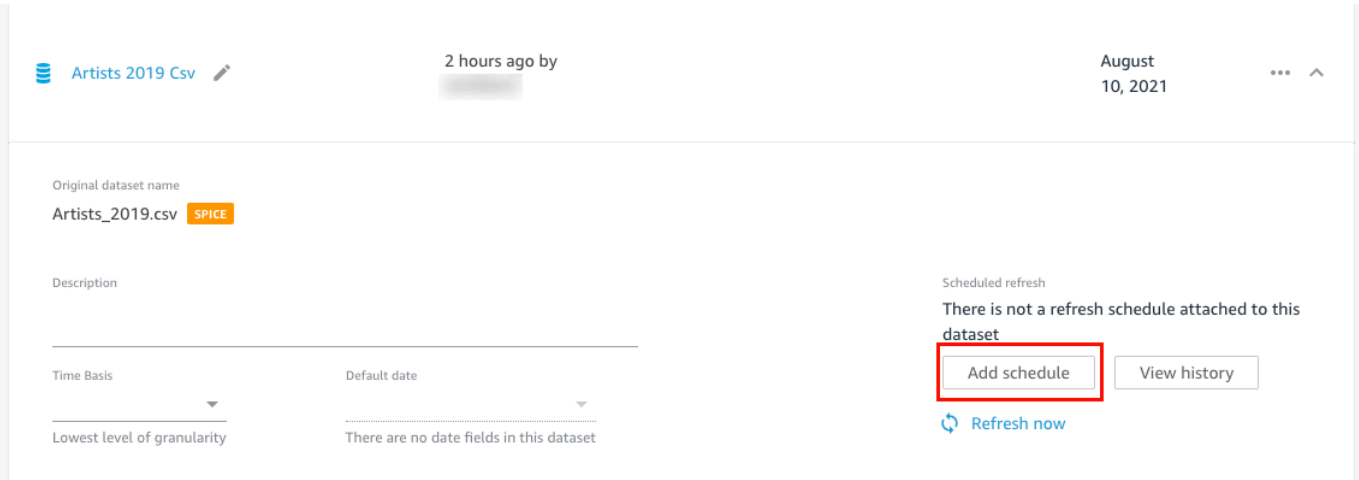 Artists 2019 Csv
2 hours ago by
August
10, 2021
Original dataset name
Artists_2019.csv SPICE
Description
Scheduled refresh
There is not a refresh schedule attached to this
dataset
Add schedule View history
Time Basis Default date
Lowest level of granularity There are no date fields in this dataset
Refresh now